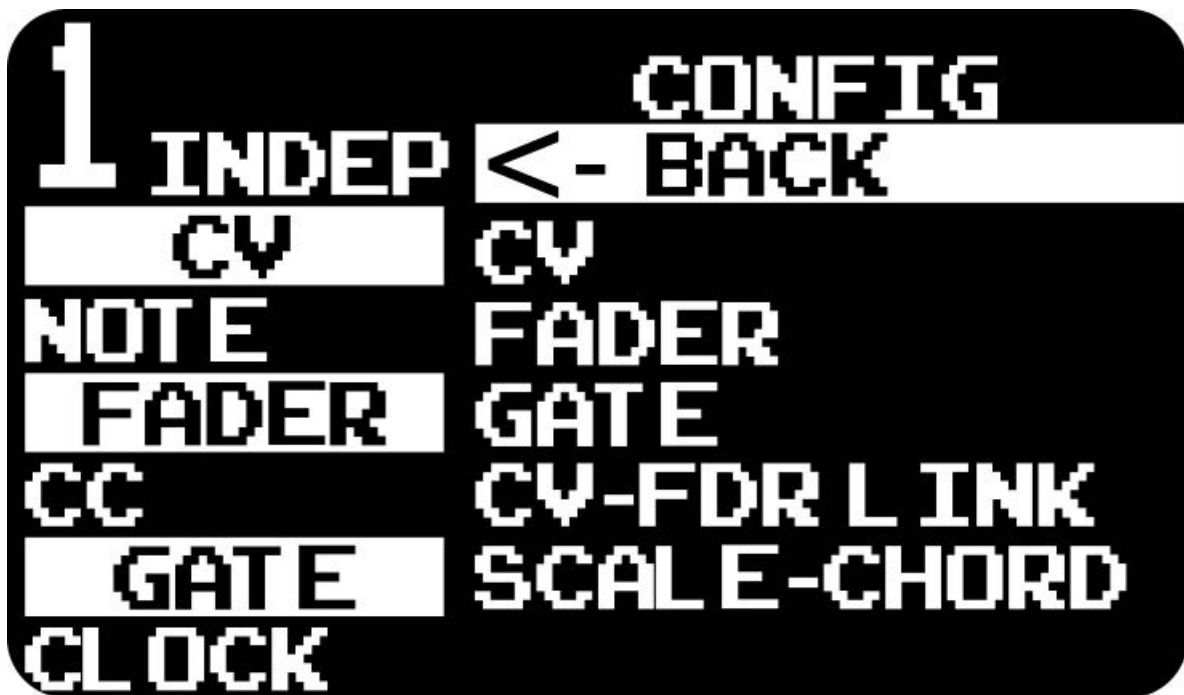 1 INDEP
CV
NOTE
FADER
CC
GATE
CLOCK
CONFIG
<- BACK
CV
FADER
GATE
CV-FDR LINK
SCALE-CHORD